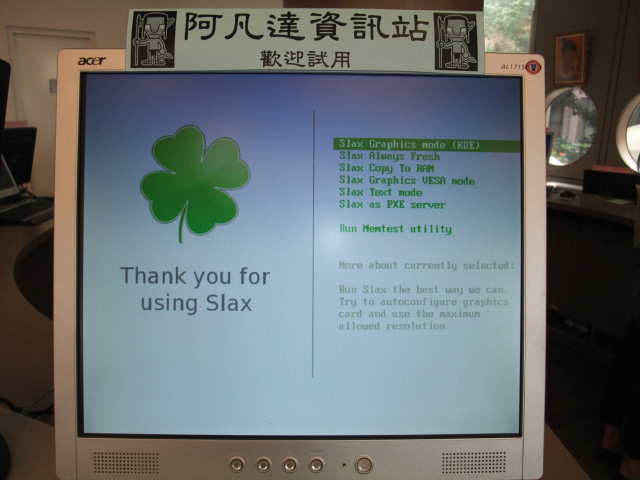 阿凡達資訊站
歡迎試用
acer
AL1715
Thank you for
using Slax
Slax Graphics mode (KDE)
Slax Always Fresh
Slax Copy To RAM
Slax Graphics VESA mode
Slax Text mode
Slax as PXE server
Run Memtest utility
More about currently selected:
Run Slax the best way we can.
Try to autoconfigure graphics
card and use the maximum
allowed resolution